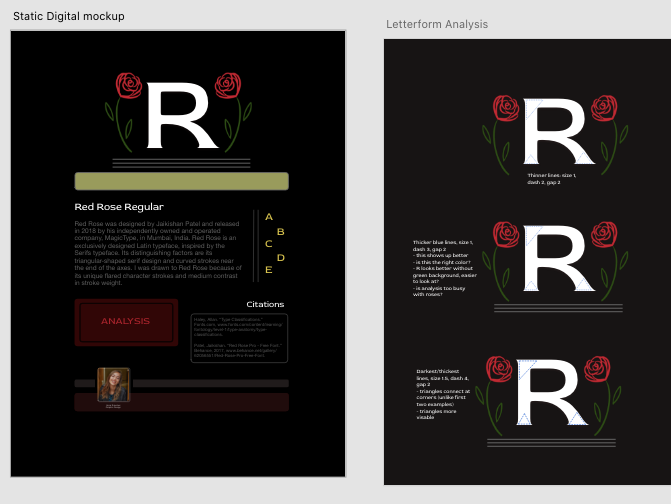 Static Digital mockup
R
Red Rose Regular
Red Rose was designed by Jaikishan Patel and released
in 2018 by his independently owned and operated
company, MagicType, in Mumbai, India. Red Rose is an
exclusively designed Latin typeface, inspired by the
Serif's typeface. Its distinguishing factors are its
triangular-shaped serif design and curved strokes near
the end of the axes. I was drawn to Red Rose because of
its unique flared character strokes and medium contrast
in stroke weight.
A
B
C
D
E
ANALYSIS
Citations
Letterform Analysis
R
Thinner lines: size 1,
dash 2, gap 2
Thicker blue lines, size 1,
dash 3, gap 2
- this shows up better
- is this the right color?
-R looks better without
green background, easier
to look at?
- is analysis too busy
with roses?
R
Darkest/thickest
lines, size 1.5, dash 4,
gap 2
- triangles connect at
corners (unlike first
two examples)
- triangles more
visable
R